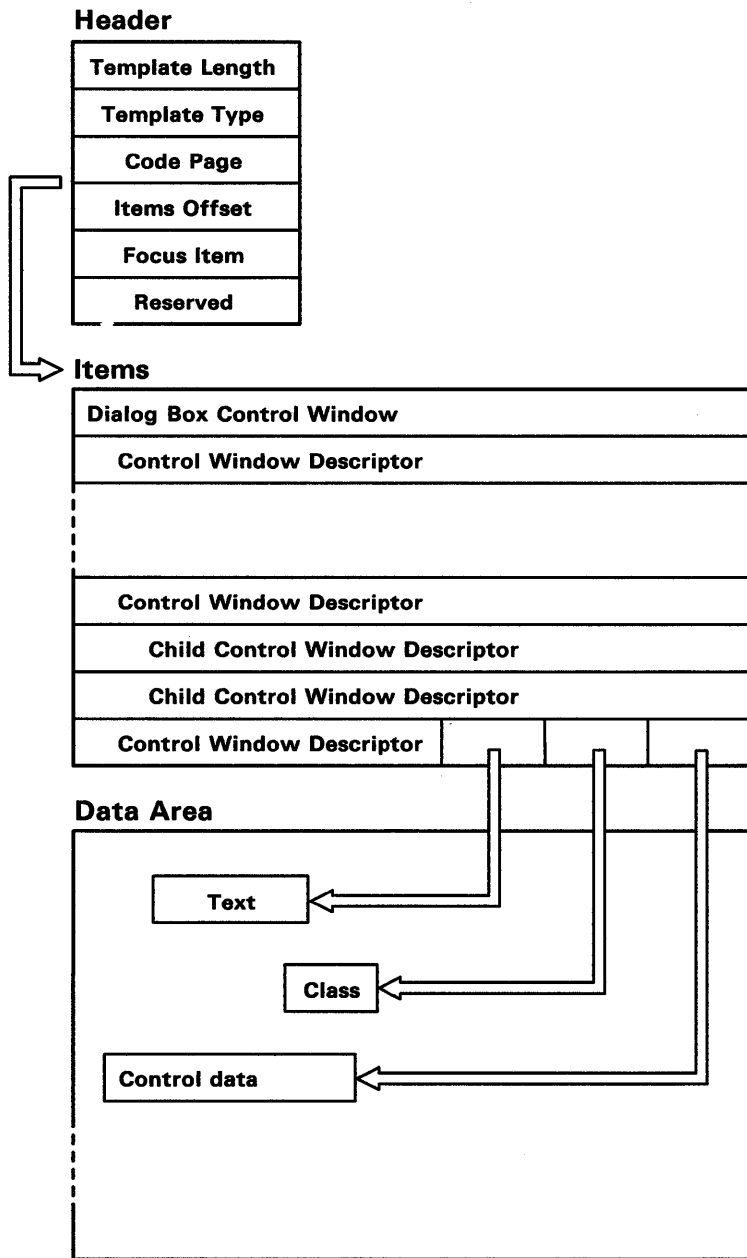 Header
Template Length
Template Type
Code Page
Items Offset
Focus Item
Reserved
Items
Dialog Box Control Window
Control Window Descriptor
Control Window Descriptor
Child Control Window Descriptor
Child Control Window Descriptor
Control Window Descriptor
Data Area
Text
Class
Control data